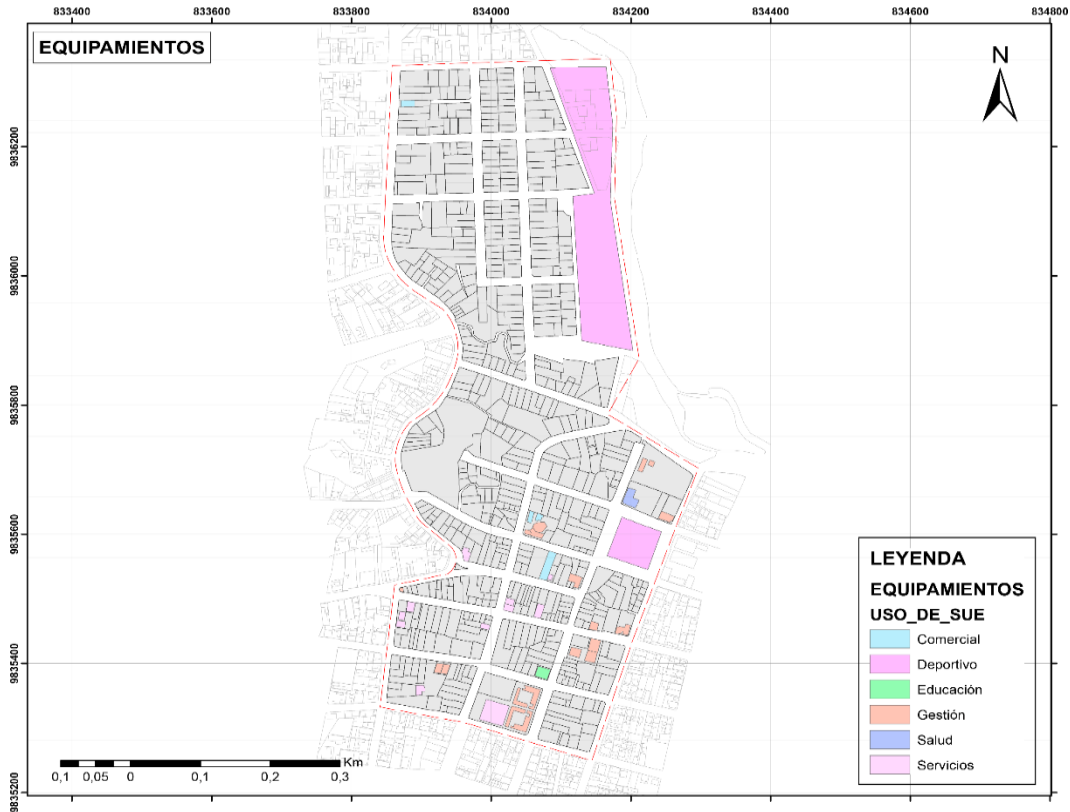 833400 833600 833800 834000 834200 834400 834600 834800
EQUIPAMIENTOS
N
9836200
9836000
9835800
9835600
9835400
9835200
LEYENDA
EQUIPAMIENTOS
USO_DE_SUE
Comercial
Deportivo
Educación
Gestión
Salud
Servicios
Km
0,1 0,05 0 0,1 0,2 0,3